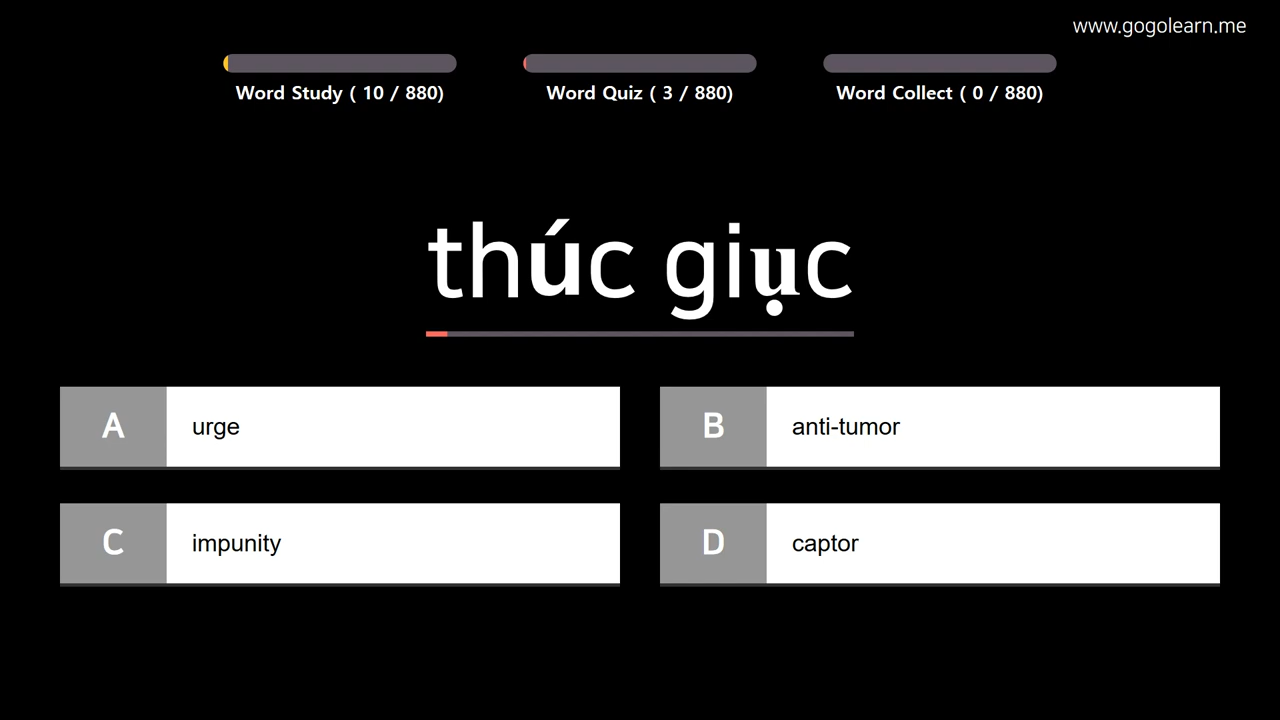 www.gogolearn.me
Word Study ( 10 / 880)
Word Quiz ( 3 / 880)
Word Collect ( 0 / 880)
thúc giục
A urge
B anti-tumor
C impunity
D captor